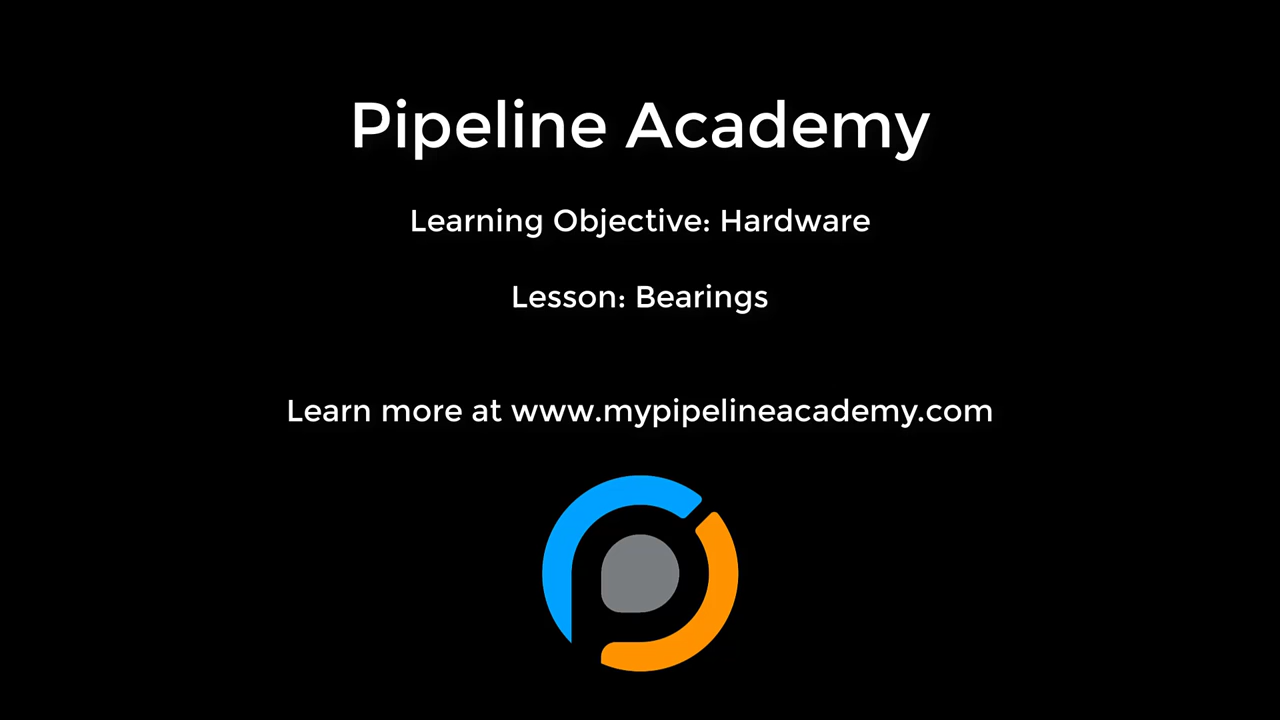 Pipeline Academy
Learning Objective: Hardware
Lesson: Bearings
Learn more at www.mypipelineacademy.com